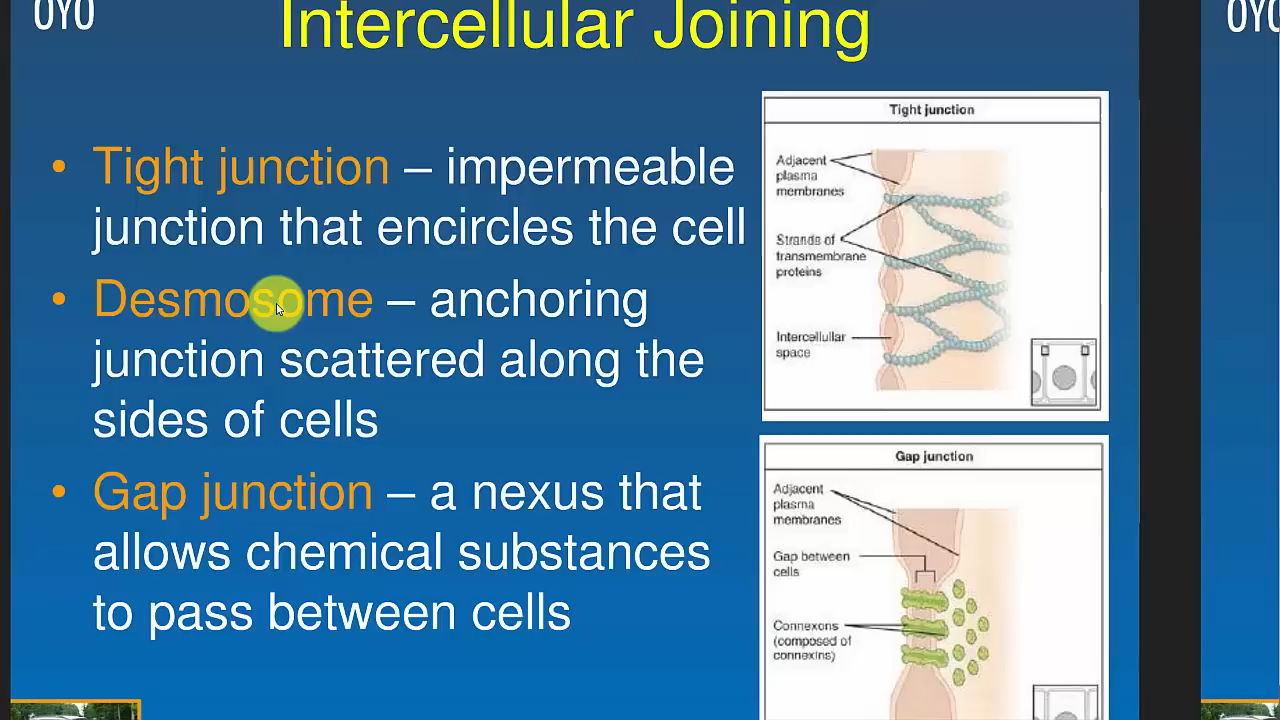 OYO
Intercellular Joining
• Tight junction – impermeable
junction that encircles the cell
• Desmosome – anchoring
junction scattered along the
sides of cells
• Gap junction – a nexus that
allows chemical substances
to pass between cells
Tight junction
Adjacent
plasma
membranes
Strands of
transmembrane
proteins
Intercellular
space
Gap junction
Adjacent
plasma
membranes
Gap between
cells
Connexons
(composed of
connexins)